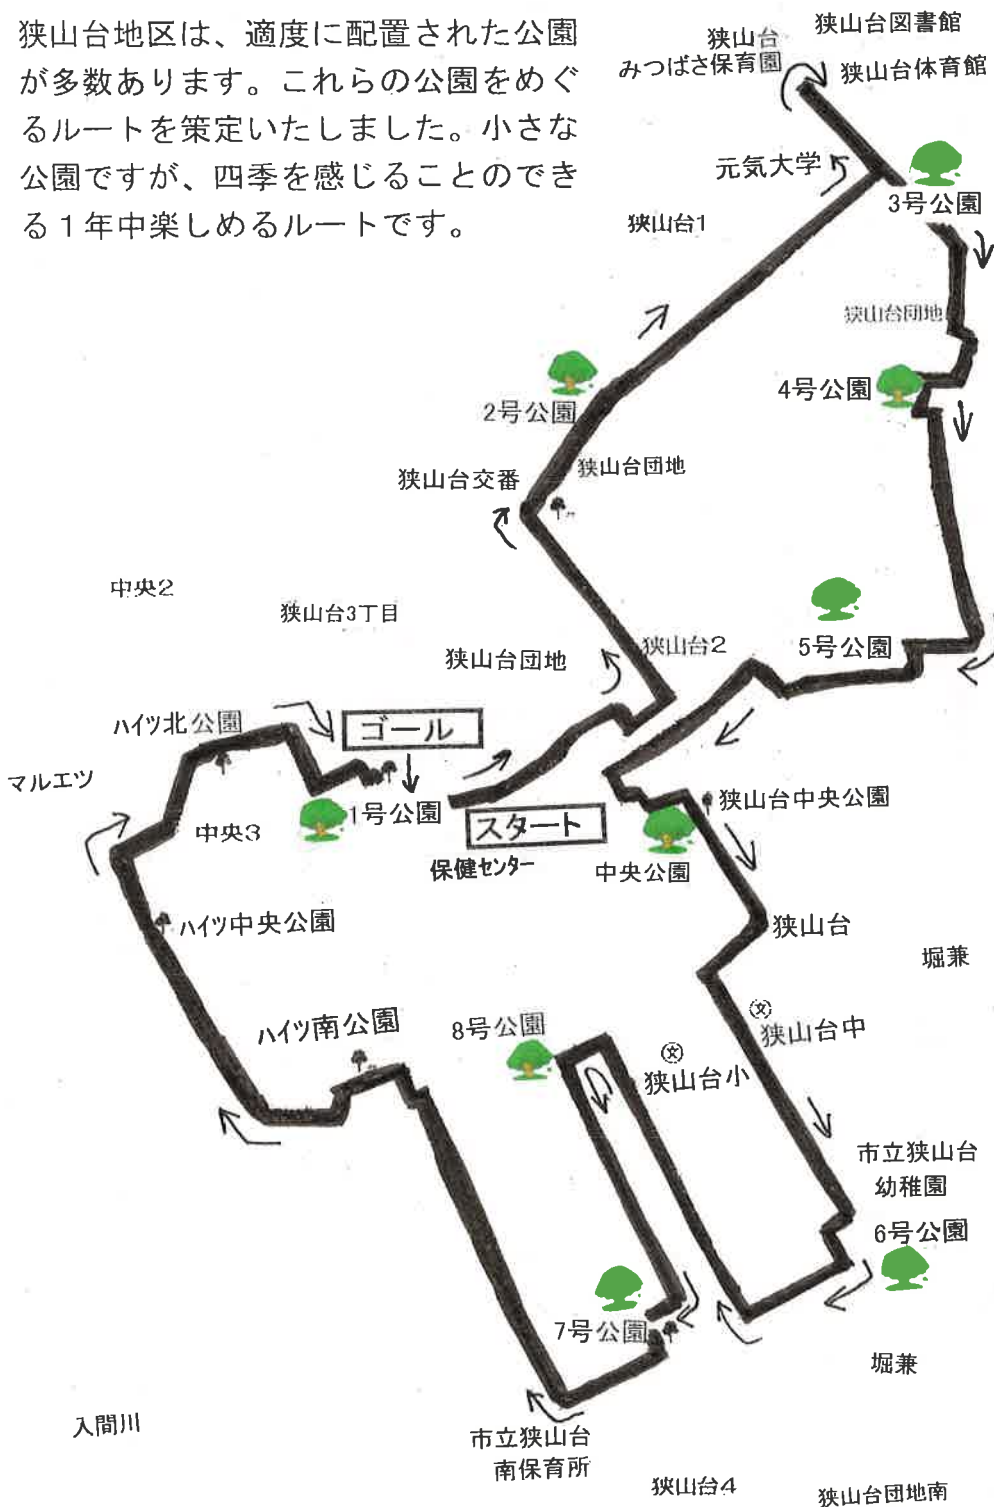 狭山台地区は、適度に配置された公園
が多数あります。これらの公園をめぐ
るルートを策定いたしました。小さな
公園ですが、四季を感じることのでき
る１年中楽しめるルートです。
狭山台図書館
狭山台
みつばさ保育園
狭山台体育館
元気大学
3号公園
狭山台1
狭山台団地
4号公園
2号公園
狭山台交番
狭山台団地
中央2
狭山台3丁目
5号公園
狭山台2
狭山台団地
ハイツ北公園
ゴール
マルエツ
1号公園
狭山台中央公園
中央3
スタート
保健センター
中央公園
ハイツ中央公園
狭山台
堀兼
ハイツ南公園
8号公園
文
狭山台中
文
狭山台小
市立狭山台
幼稚園
6号公園
7号公園
堀兼
入間川
市立狭山台
南保育所
狭山台4
狭山台団地南